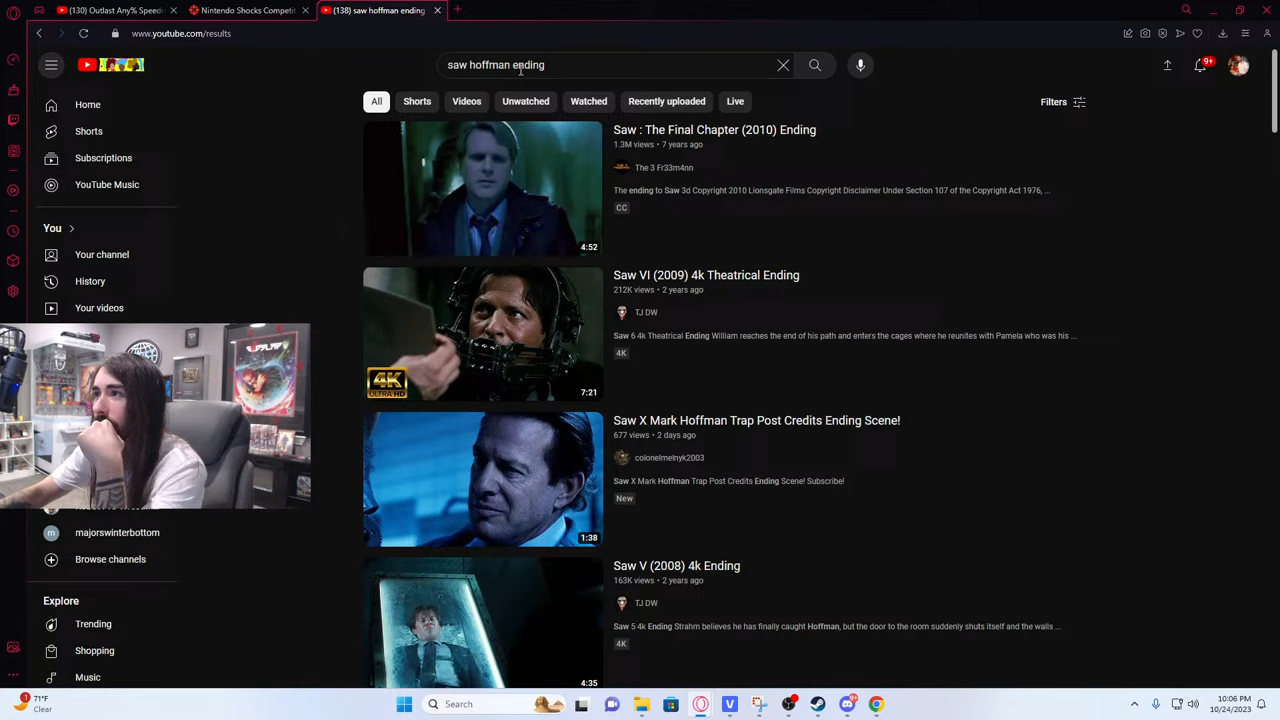 (130) Outlast Any% Speedr
Nintendo Shocks Competit
(138) saw hoffman ending
www.youtube.com/results
saw hoffman ending
9+
All
Shorts
Videos
Unwatched
Watched
Recently uploaded
Live
Filters
Home
Shorts
Subscriptions
YouTube Music
You
Your channel
History
Your videos
majorswinterbottom
Browse channels
Explore
Trending
Shopping
Music
4:52
Saw : The Final Chapter (2010) Ending
1.3M views • 7 years ago
The 3 Fr33m4nn
The ending to Saw 3d Copyright 2010 Lionsgate Films Copyright Disclaimer Under Section 107 of the Copyright Act 1976, ...
CC
4K
ULTRA HD
7:21
Saw VI (2009) 4k Theatrical Ending
212K views • 2 years ago
TJ DW
Saw 6 4k Theatrical Ending William reaches the end of his path and enters the cages where he reunites with Pamela who was his ...
4K
1:38
Saw X Mark Hoffman Trap Post Credits Ending Scene!
677 views • 2 days ago
colonelmelnyk2003
Saw X Mark Hoffman Trap Post Credits Ending Scene! Subscribe!
New
4:35
Saw V (2008) 4k Ending
163K views • 2 years ago
TJ DW
Saw 5 4k Ending Strahm believes he has finally caught Hoffman, but the door to the room suddenly shuts itself and the walls ...
4K
1
71°F
Clear
Search
9+
10:06 PM
10/24/2023